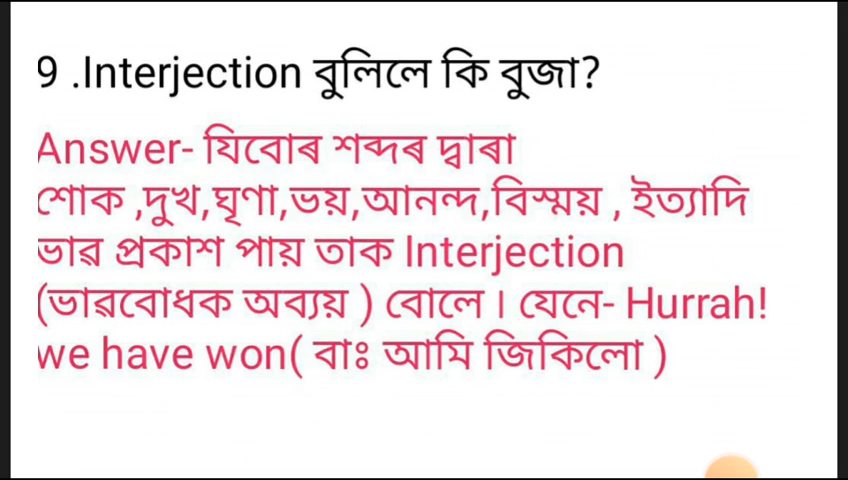 9 .Interjection বুলিলে কি বুজা?
Answer- যিবোৰ শব্দৰ দ্বাৰা
শোক ,দুখ,ঘৃণা,ভয়,আনন্দ,বিস্ময় , ইত্যাদি
ভাৱ প্ৰকাশ পায় তাক Interjection
(ভাৱবোধক অব্যয় ) বোলে । যেনে- Hurrah!
we have won( বাঃ আমি জিকিলো )